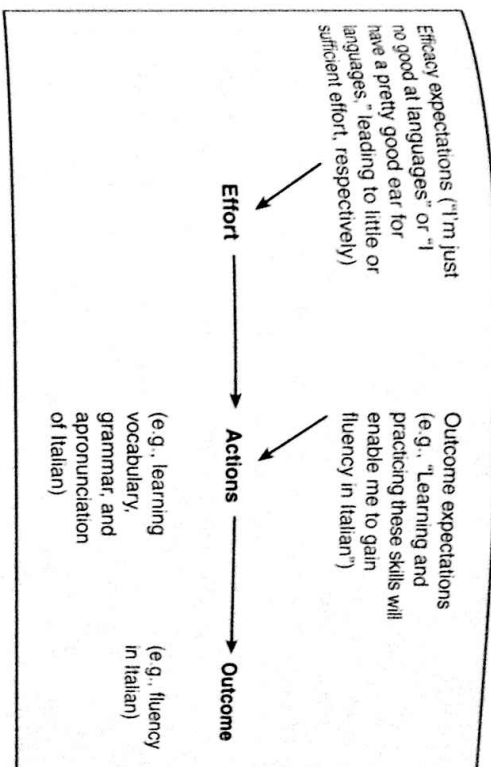 Efficacy expectations ("I'm just
no good at languages" or "I
have a pretty good ear for
languages," leading to little or
sufficient effort, respectively)
Outcome expectations
(e.g., "Learning and
practicing these skills will
enable me to gain
fluency in Italian")
Effort
Actions
Outcome
(e.g., learning
vocabulary,
grammar, and
apronunciation
of Italian)
(e.g., fluency
in Italian)